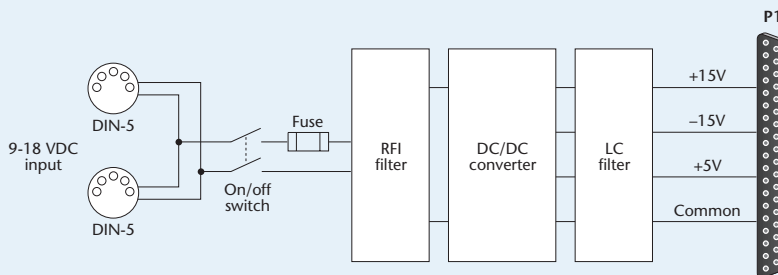 P1
DIN-5
9-18 VDC
input
DIN-5
On/off
switch
Fuse
RFI
filter
DC/DC
converter
LC
filter
+15V
–15V
+5V
Common